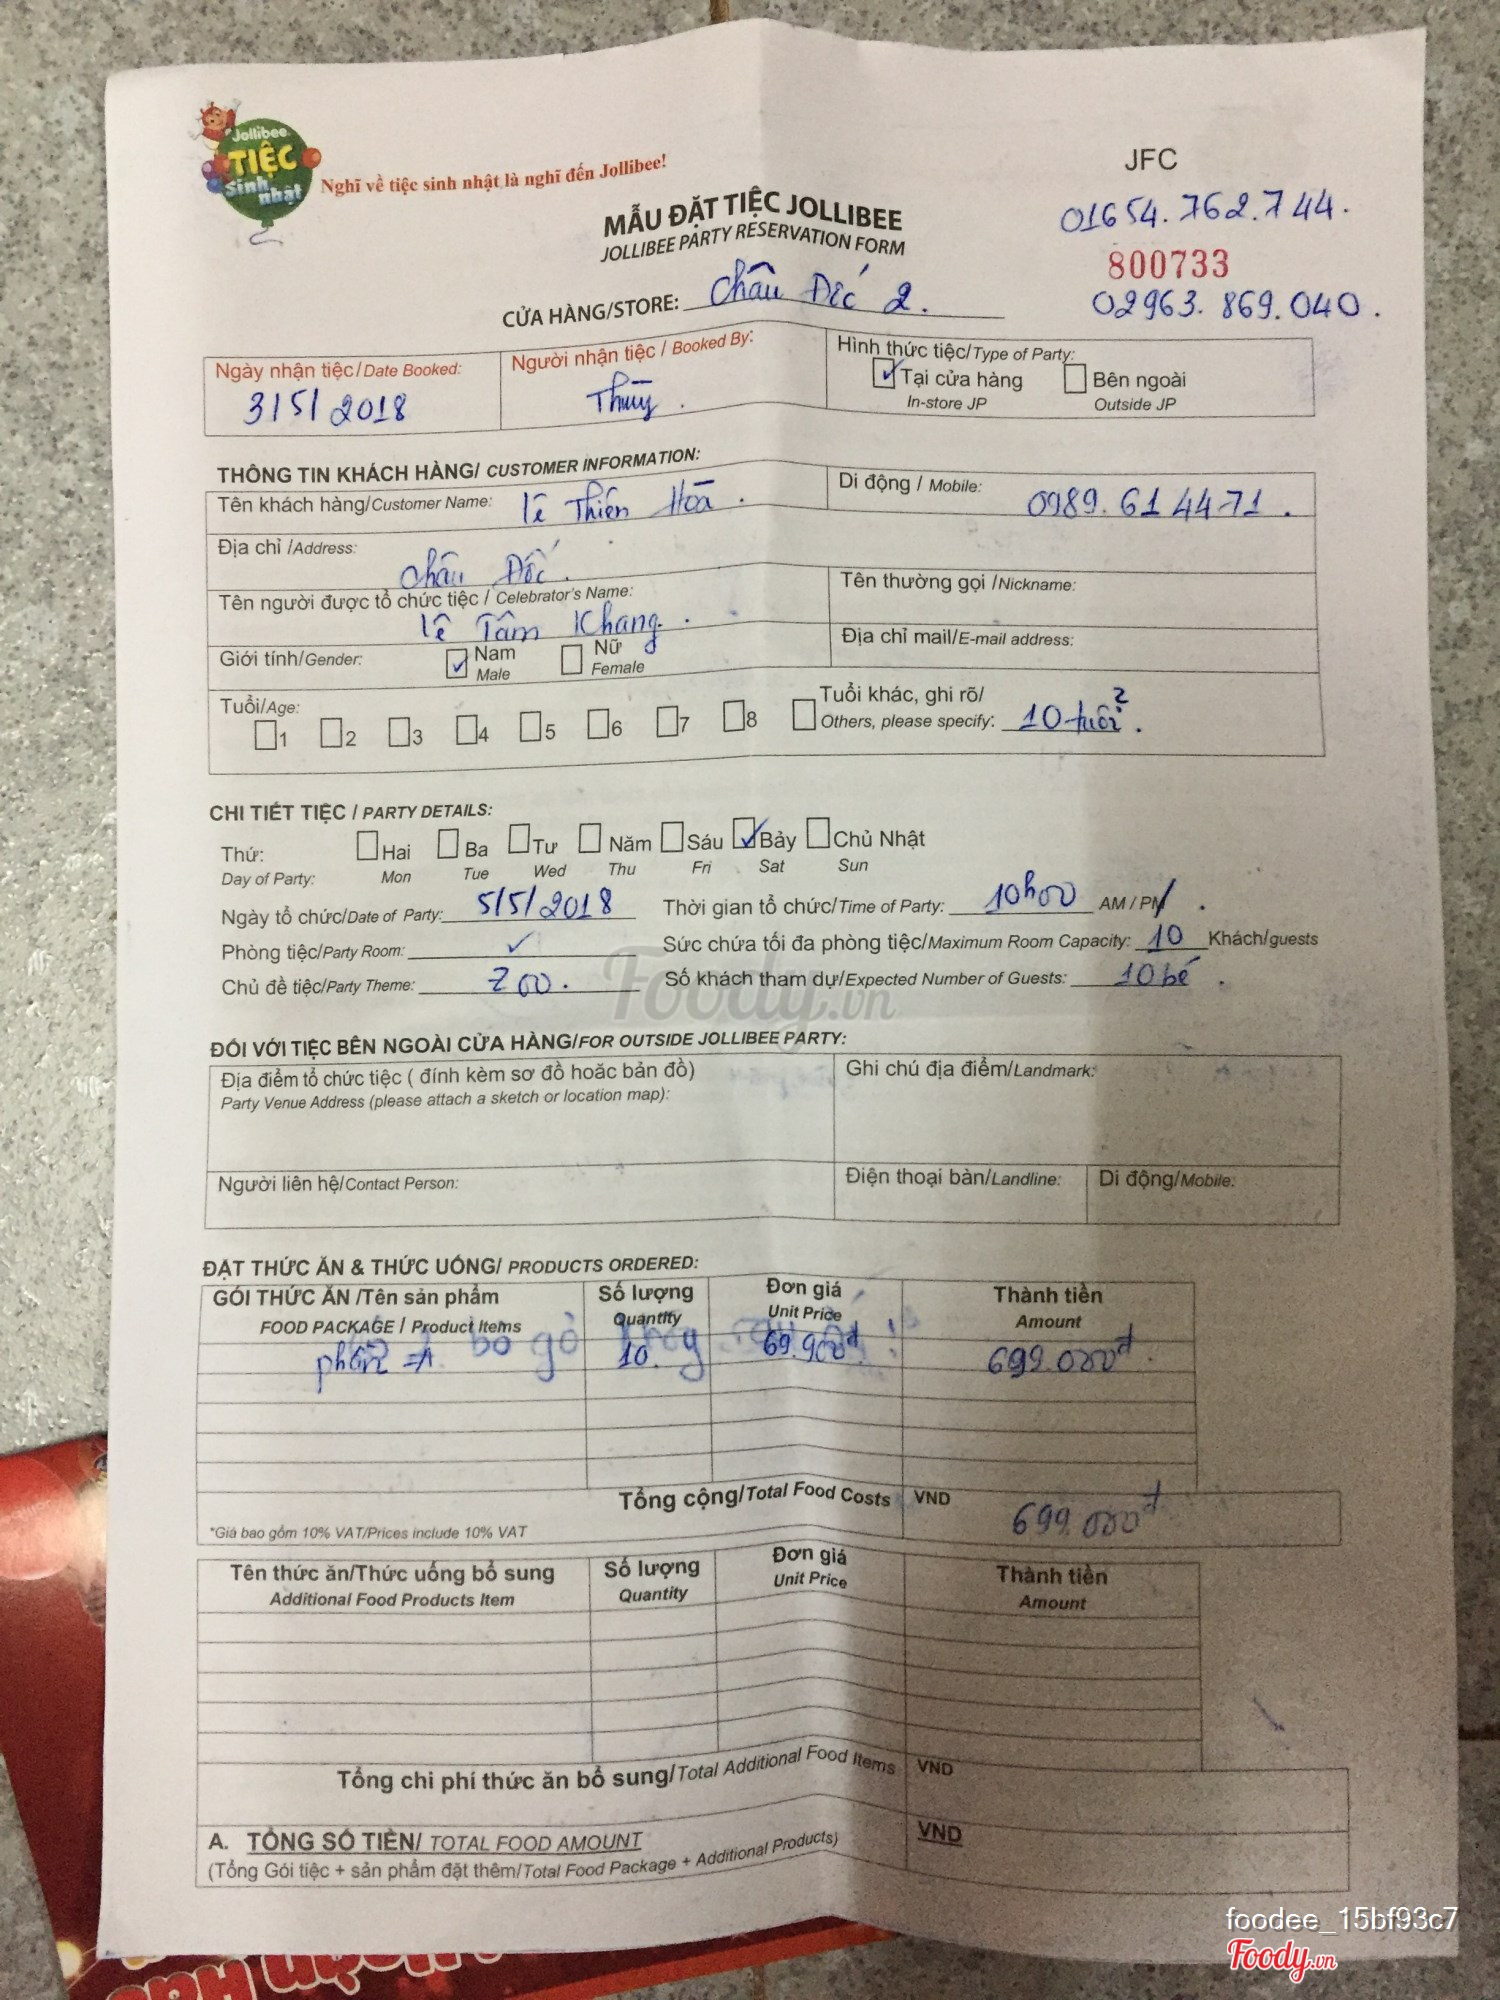 Jollibee
TIỆC
Sinh nhật
Nghĩ về tiệc sinh nhật là nghĩ đến Jollibee!
JFC
01654.762.744.
MẪU ĐẶT TIỆC JOLLIBEE
JOLLIBEE PARTY RESERVATION FORM
800733
CỬA HÀNG/STORE: Châu Đốc 2.
02963.869.040.
Ngày nhận tiệc/Date Booked: 3/5/2018
Người nhận tiệc / Booked By: Thùy.
Hình thức tiệc/Type of Party:
Tại cửa hàng Bên ngoài
In-store JP Outside JP
THÔNG TIN KHÁCH HÀNG/ CUSTOMER INFORMATION:
Tên khách hàng/Customer Name: Lê Thiên Hoà.
Di động / Mobile: 0989.614471.
Địa chỉ /Address: Châu Đốc.
Tên người được tổ chức tiệc / Celebrator's Name: Lê Tâm Khang.
Tên thường gọi /Nickname:
Giới tính/Gender: Nam Nữ
Male Female
Địa chỉ mail/E-mail address:
Tuổi/Age: 1 2 3 4 5 6 7 8
Tuổi khác, ghi rõ/
Others, please specify: 10 tuổi.
CHI TIẾT TIỆC / PARTY DETAILS:
Thứ: Hai Ba Tư Năm Sáu Bảy Chủ Nhật
Day of Party: Mon Tue Wed Thu Fri Sat Sun
Ngày tổ chức/Date of Party: 5/5/2018 Thời gian tổ chức/Time of Party: 10h00 AM / PM
Phòng tiệc/Party Room: Sức chứa tối đa phòng tiệc/Maximum Room Capacity: 10 Khách/guests
Chủ đề tiệc/Party Theme: Zoo. Số khách tham dự/Expected Number of Guests: 10 bé.
Foody.vn
ĐỐI VỚI TIỆC BÊN NGOÀI CỬA HÀNG/FOR OUTSIDE JOLLIBEE PARTY:
Địa điểm tổ chức tiệc ( đính kèm sơ đồ hoặc bản đồ)
Party Venue Address (please attach a sketch or location map):
Ghi chú địa điểm/Landmark:
Người liên hệ/Contact Person:
Điện thoại bàn/Landline:
Di động/Mobile:
ĐẶT THỨC ĂN & THỨC UỐNG/ PRODUCTS ORDERED:
GÓI THỨC ĂN /Tên sản phẩm Số lượng Đơn giá Thành tiền
FOOD PACKAGE / Product Items Quantity Unit Price Amount
phần A 10. 69.900đ 699.000đ.
Tổng cộng/Total Food Costs VND 699.000đ
*Giá bao gồm 10% VAT/Prices include 10% VAT
Tên thức ăn/Thức uống bổ sung Số lượng Đơn giá Thành tiền
Additional Food Products Item Quantity Unit Price Amount
Tổng chi phí thức ăn bổ sung/Total Additional Food Items VND
A. TỔNG SỐ TIỀN/ TOTAL FOOD AMOUNT VND
(Tổng Gói tiệc + sản phẩm đặt thêm/Total Food Package + Additional Products)
foodee_15bf93c7
Foody.vn